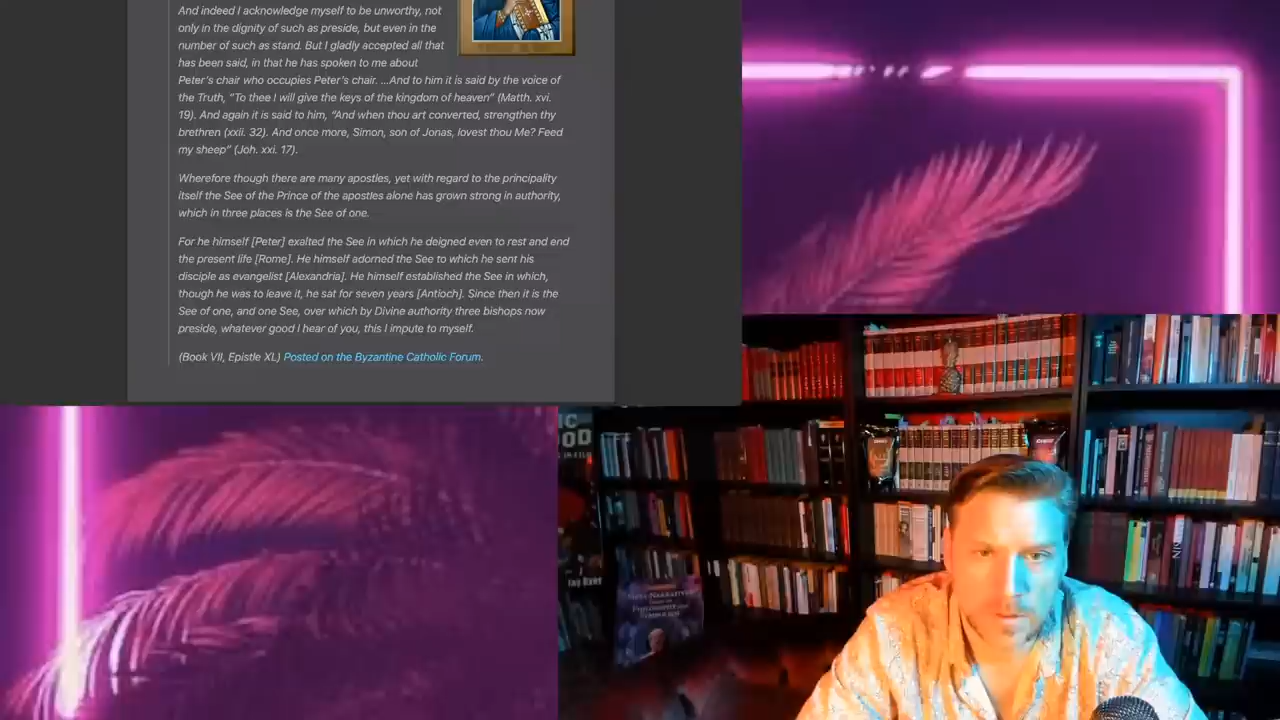 And indeed I acknowledge myself to be unworthy, not
only in the dignity of such as preside, but even in the
number of such as stand. But I gladly accepted all that
has been said, in that he has spoken to me about
Peter's chair who occupies Peter's chair. ...And to him it is said by the voice of
the Truth, “To thee I will give the keys of the kingdom of heaven” (Matth. xvi.
19). And again it is said to him, “And when thou art converted, strengthen thy
brethren (xxii. 32). And once more, Simon, son of Jonas, lovest thou Me? Feed
my sheep” (Joh. xxi. 17).
Wherefore though there are many apostles, yet with regard to the principality
itself the See of the Prince of the apostles alone has grown strong in authority,
which in three places is the See of one.
For he himself [Peter] exalted the See in which he deigned even to rest and end
the present life [Rome]. He himself adorned the See to which he sent his
disciple as evangelist [Alexandria]. He himself established the See in which,
though he was to leave it, he sat for seven years [Antioch]. Since then it is the
See of one, and one See, over which by Divine authority three bishops now
preside, whatever good I hear of you, this I impute to myself.
(Book VII, Epistle XL) Posted on the Byzantine Catholic Forum.